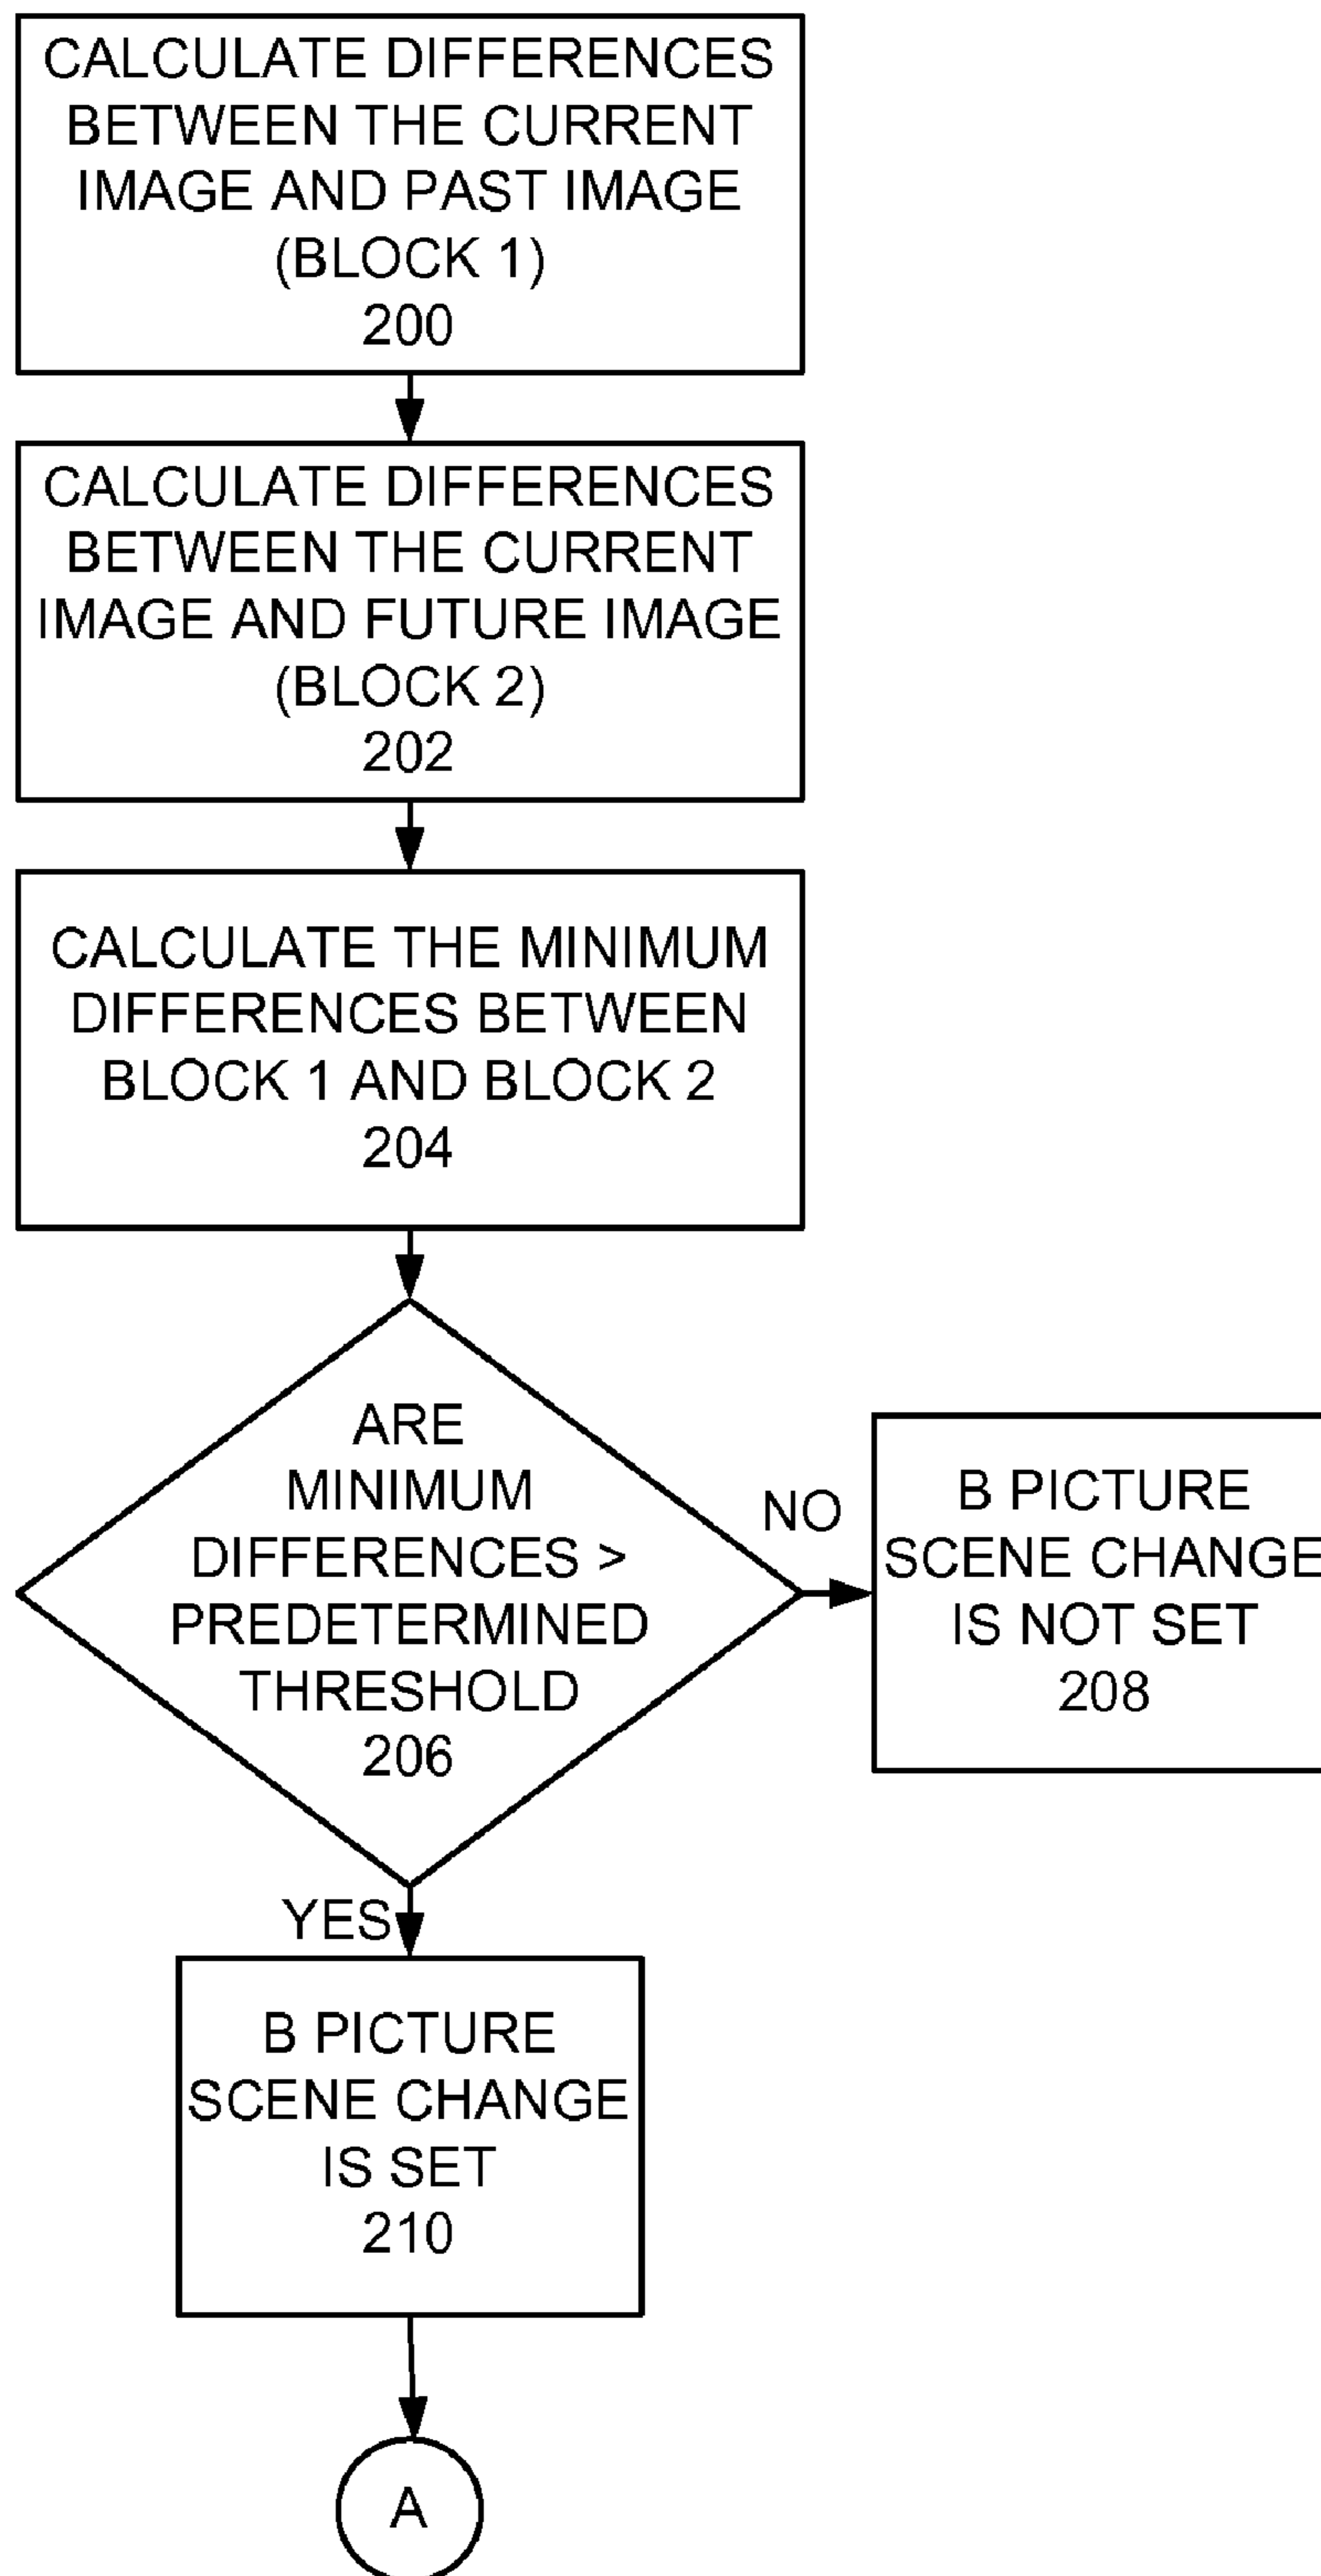 CALCULATE DIFFERENCES
BETWEEN THE CURRENT
IMAGE AND PAST IMAGE
(BLOCK 1)
200
CALCULATE DIFFERENCES
BETWEEN THE CURRENT
IMAGE AND FUTURE IMAGE
(BLOCK 2)
202
CALCULATE THE MINIMUM
DIFFERENCES BETWEEN
BLOCK 1 AND BLOCK 2
204
ARE
MINIMUM
DIFFERENCES >
PREDETERMINED
THRESHOLD
206
NO
B PICTURE
SCENE CHANGE
IS NOT SET
208
YES
B PICTURE
SCENE CHANGE
IS SET
210
A